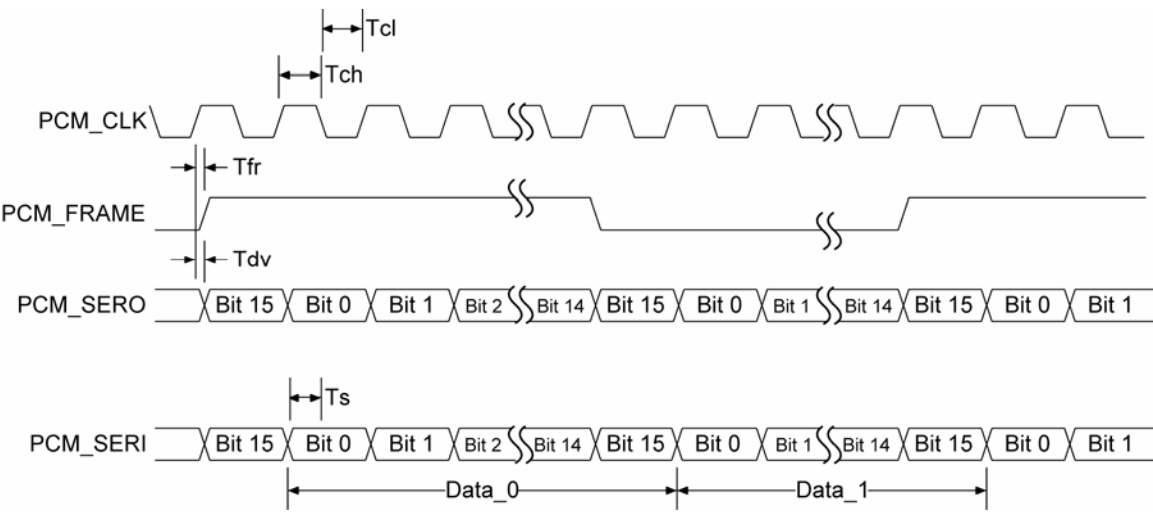 Tcl
Tch
PCM_CLK
Tfr
PCM_FRAME
Tdv
PCM_SERO Bit 15 Bit 0 Bit 1 Bit 2 Bit 14 Bit 15 Bit 0 Bit 1 Bit 14 Bit 15 Bit 0 Bit 1
Ts
PCM_SERI Bit 15 Bit 0 Bit 1 Bit 2 Bit 14 Bit 15 Bit 0 Bit 1 Bit 14 Bit 15 Bit 0 Bit 1
Data_0 Data_1